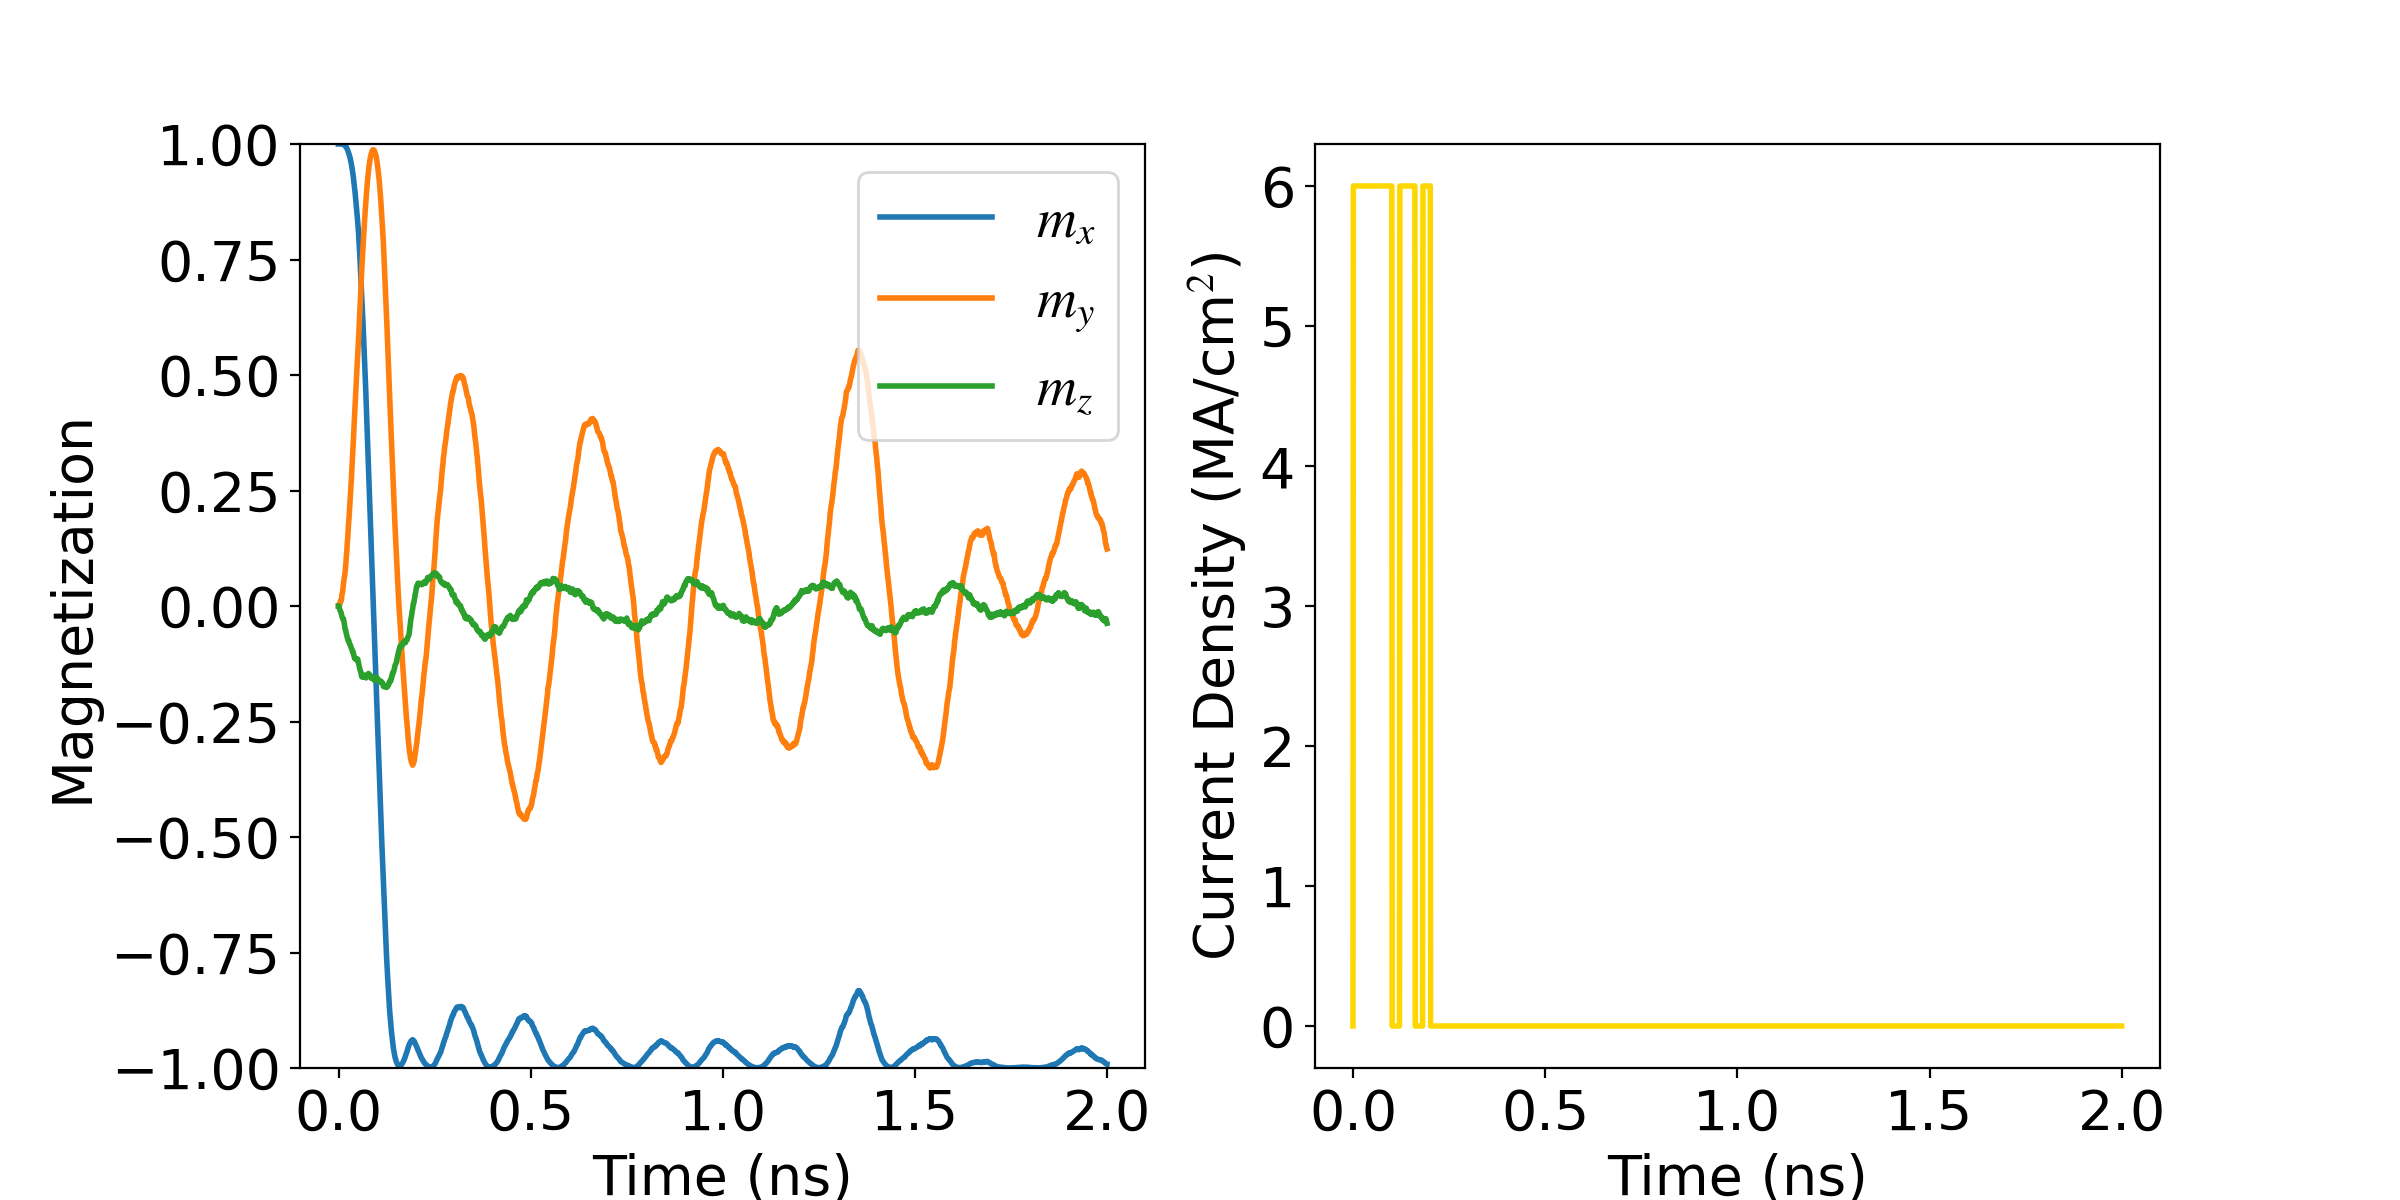 1.00
0.75
0.50
0.25
0.00
−0.25
−0.50
−0.75
−1.00
Magnetization
0.0 0.5 1.0 1.5 2.0
Time (ns)
m_x
m_y
m_z
6
5
4
3
2
1
0
Current Density (MA/cm²)
0.0 0.5 1.0 1.5 2.0
Time (ns)